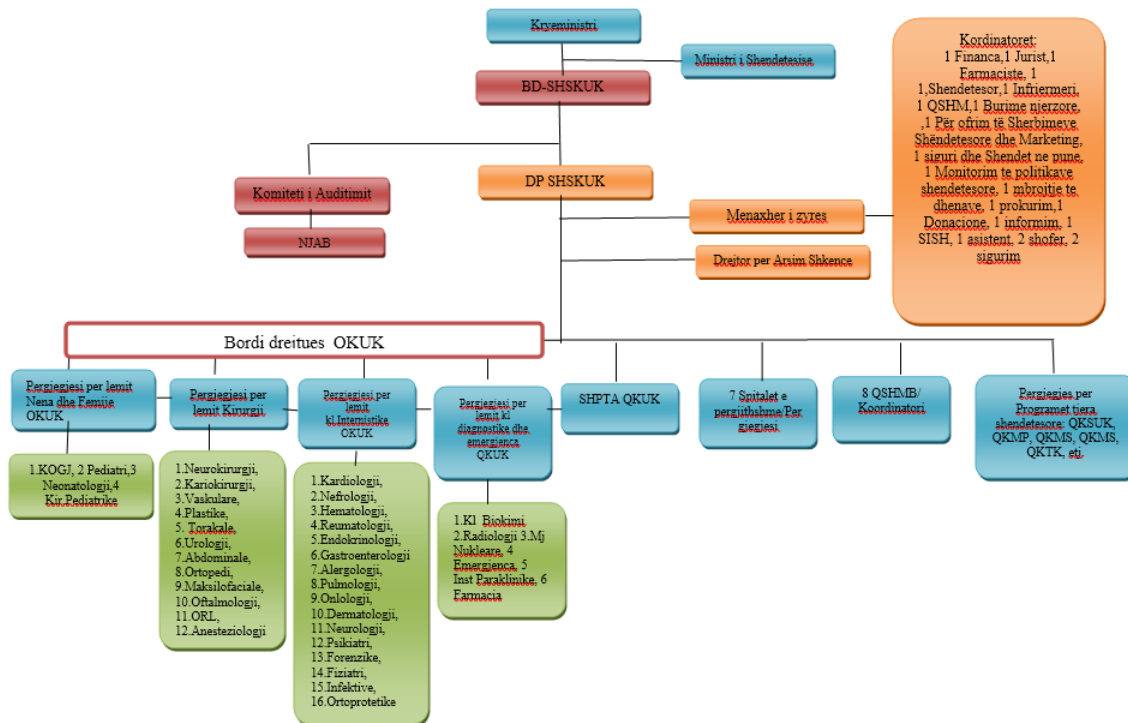 Kryeministri
Ministri i Shendetesise
BD-SHSKUK
Kordinatoret:
1 Financa,1 Jurist,1
Farmaciste, 1
1,Shendetesor,1 Infriermeri,
1 QSHM,1 Burime njerzore,
,1 Për ofrim të Sherbimeve
Shëndetesore dhe Marketing,
1 siguri dhe Shendet ne pune,
1 Monitorim te politikave
shendetesore, 1 mbrojtje te
dhenave, 1 prokurim,1
Donacione, 1 informim, 1
SISH, 1 asistent, 2 shofer, 2
sigurim
Komiteti i Auditimit
NJAB
DP SHSKUK
Menaxher i zyres
Drejtor per Arsim Shkence
Bordi dreitues OKUK
Pergjegjesi per lemit
Nena dhe Femije
OKUK
Pergjegjesi per
lemit Kirurgji
Pergjegjesi per
lemit
kl.Internistike
OKUK
Pergjegjesi per
lemit kl
diagnostike dhe
emergjenca
QKUK
SHPTA QKUK
7 Spitalet e
pergjithshme/Per
gjegjesi
8 QSHMB/
Koordinatori
Pergjegjes per
Programet tjera
shendetesore: QKSUK,
QKMP, QKMS, QKMS,
QKTK, etj.
1.KOGJ, 2 Pediatri,3
Neonatologji,4
Kir.Pediatrike
1.Neurokirurgji,
2.Kariokirurgji,
3.Vaskulare,
4.Plastike,
5. Torakale,
6.Urologji,
7.Abdominale,
8.Ortopedi,
9.Maksilofaciale,
10.Oftalmologji,
11.ORL,
12.Anesteziologji
1.Kardiologji,
2.Nefrologji,
3.Hematologji,
4.Reumatologji,
5.Endokrinologji,
6.Gastroenterologji
7.Alergologji,
8.Pulmologji,
9.Onlologji,
10.Dermatologji,
11.Neurologji,
12.Psikiatri,
13.Forenzike,
14.Fiziatri,
15.Infektive,
16.Ortoprotetike
1.Kl Biokimi
2.Radiologji 3.Mj
Nukleare, 4
Emergjenca, 5
Inst Paraklinike, 6
Farmacia